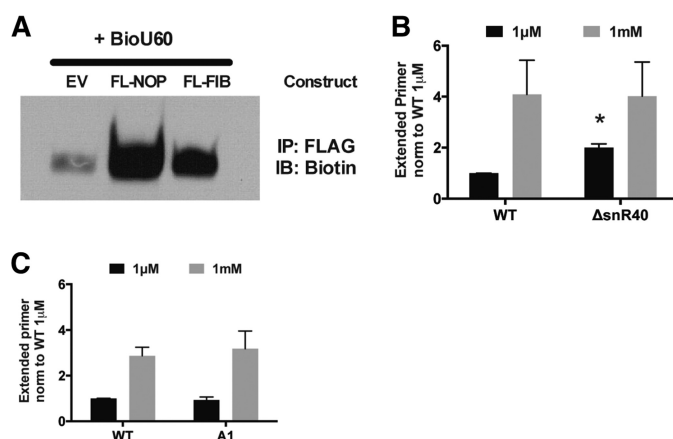 A
+ BioU60
EV FL-NOP FL-FIB Construct
IP: FLAG
IB: Biotin
B
1μM 1mM
Extended Primer
norm to WT 1μM
6
4
2
0
*
WT ΔsnR40
C
1μM 1mM
Extended primer
norm to WT 1μM
6
4
2
0
WT A1